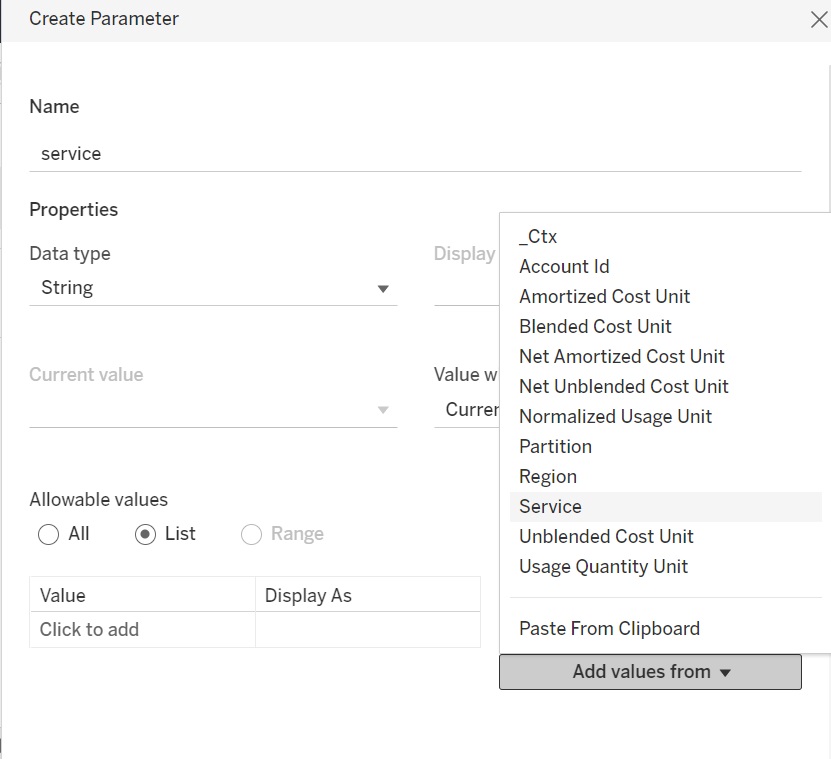 Create Parameter
Name
service
Properties
Data type
Display
String
Current value
Value w
Curren
Allowable values
All List Range
Value Display As
Click to add
_Ctx
Account Id
Amortized Cost Unit
Blended Cost Unit
Net Amortized Cost Unit
Net Unblended Cost Unit
Normalized Usage Unit
Partition
Region
Service
Unblended Cost Unit
Usage Quantity Unit
Paste From Clipboard
Add values from